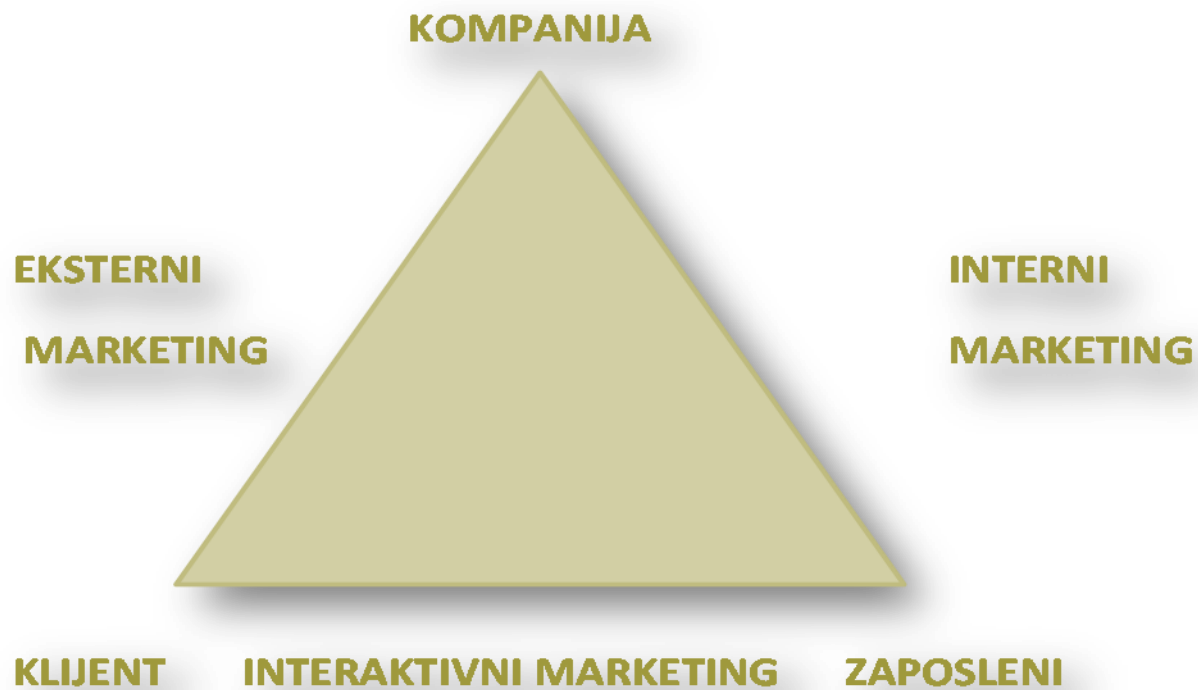 KOMPANIJA
EKSTERNI
MARKETING
INTERNI
MARKETING
KLIJENT
INTERAKTIVNI MARKETING
ZAPOSLENI